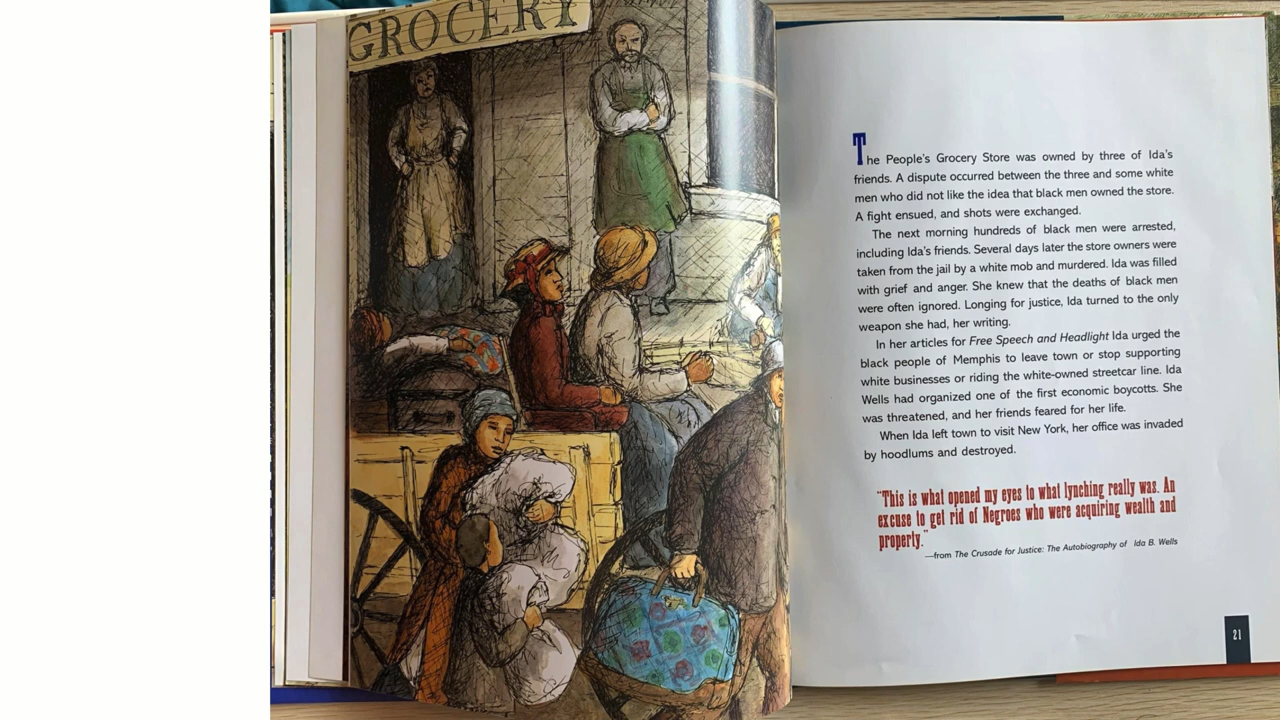 GROCERY
The People's Grocery Store was owned by three of Ida's
friends. A dispute occurred between the three and some white
men who did not like the idea that black men owned the store.
A fight ensued, and shots were exchanged.
The next morning hundreds of black men were arrested,
including Ida's friends. Several days later the store owners were
taken from the jail by a white mob and murdered. Ida was filled
with grief and anger. She knew that the deaths of black men
were often ignored. Longing for justice, Ida turned to the only
weapon she had, her writing.
In her articles for Free Speech and Headlight Ida urged the
black people of Memphis to leave town or stop supporting
white businesses or riding the white-owned streetcar line. Ida
Wells had organized one of the first economic boycotts. She
was threatened, and her friends feared for her life.
When Ida left town to visit New York, her office was invaded
by hoodlums and destroyed.
"This is what opened my eyes to what lynching really was. An
excuse to get rid of Negroes who were acquiring wealth and
property."
—from The Crusade for Justice: The Autobiography of Ida B. Wells
21